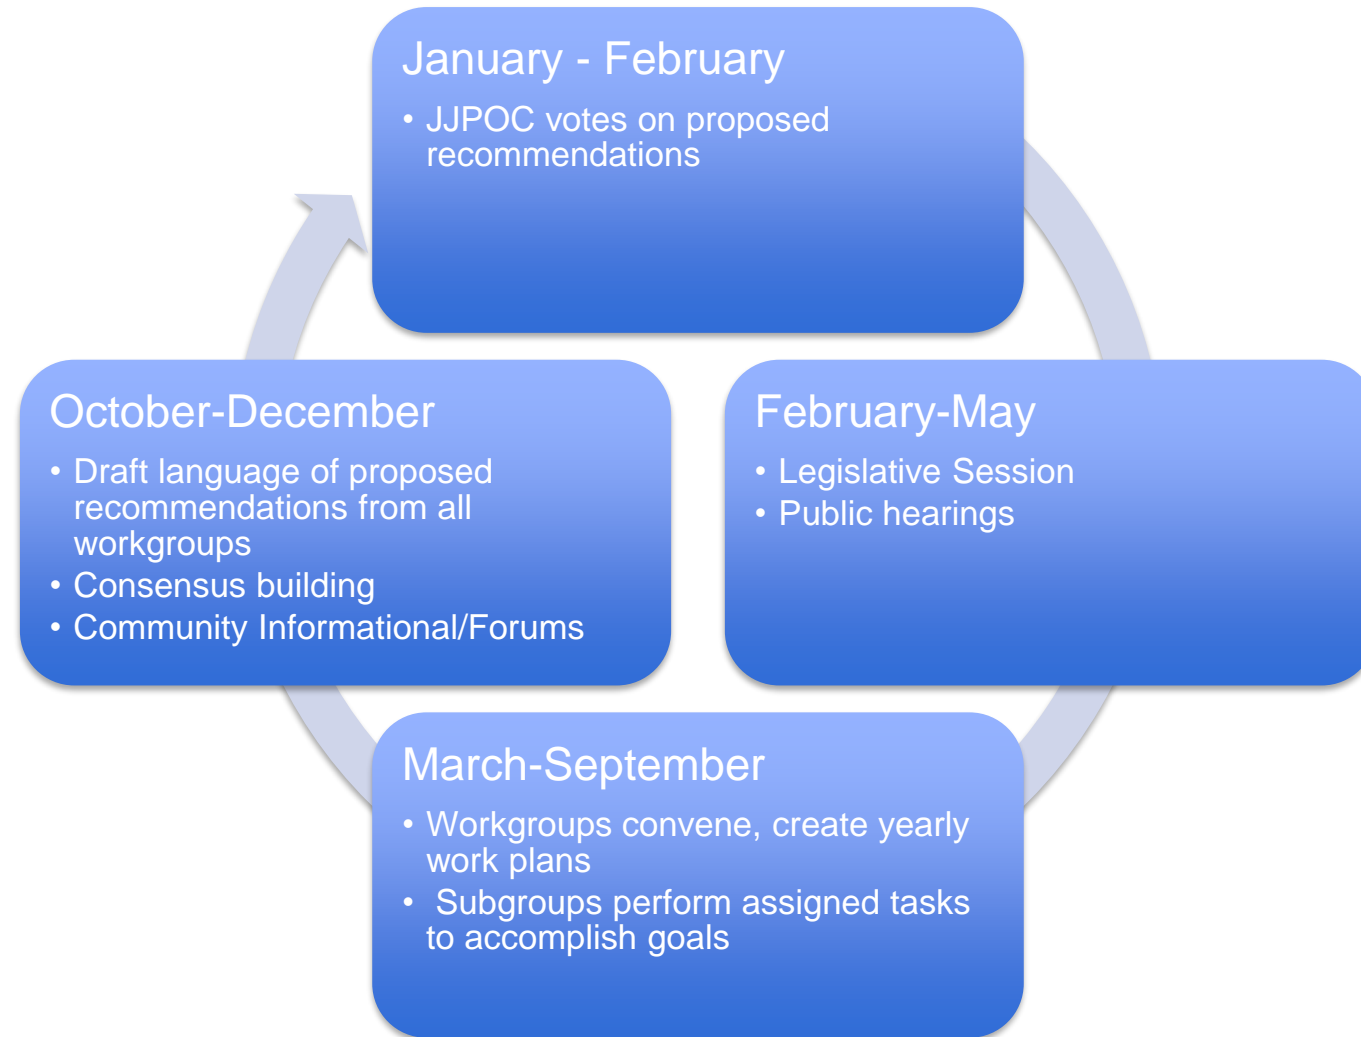 January - February
• JJPOC votes on proposed
recommendations
February-May
• Legislative Session
• Public hearings
March-September
• Workgroups convene, create yearly
work plans
• Subgroups perform assigned tasks
to accomplish goals
October-December
• Draft language of proposed
recommendations from all
workgroups
• Consensus building
• Community Informational/Forums